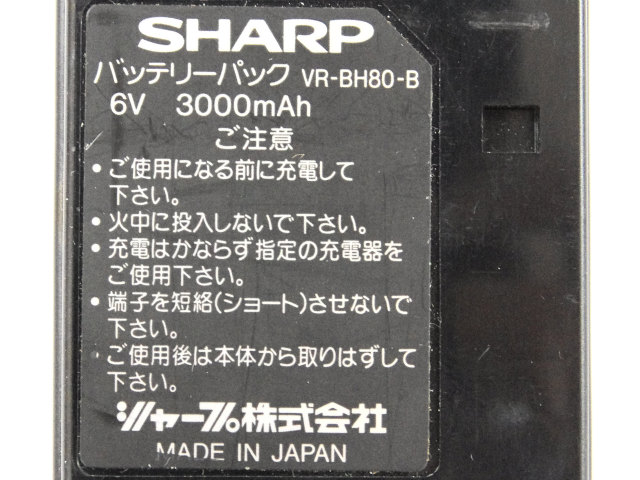 SHARP
バッテリーパック VR-BH80-B
6V 3000mAh
ご注意
・ご使用になる前に充電して
下さい。
・火中に投入しないで下さい。
・充電はかならず指定の充電器を
ご使用下さい。
・端子を短絡(ショート)させないで
下さい。
・ご使用後は本体から取りはずして
下さい。
シャープ株式会社
MADE IN JAPAN